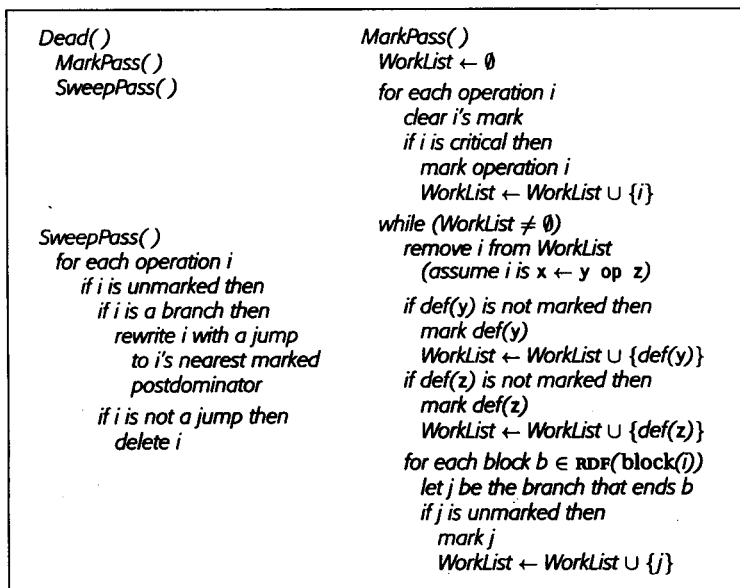 Dead( )
MarkPass( )
SweepPass( )
SweepPass( )
for each operation i
if i is unmarked then
if i is a branch then
rewrite i with a jump
to i's nearest marked
postdominator
if i is not a jump then
delete i
MarkPass( )
WorkList ← ∅
for each operation i
clear i's mark
if i is critical then
mark operation i
WorkList ← WorkList ∪ {i}
while (WorkList ≠ ∅)
remove i from WorkList
(assume i is x ← y op z)
if def(y) is not marked then
mark def(y)
WorkList ← WorkList ∪ {def(y)}
if def(z) is not marked then
mark def(z)
WorkList ← WorkList ∪ {def(z)}
for each block b ∈ RDF(block(i))
let j be the branch that ends b
if j is unmarked then
mark j
WorkList ← WorkList ∪ {j}